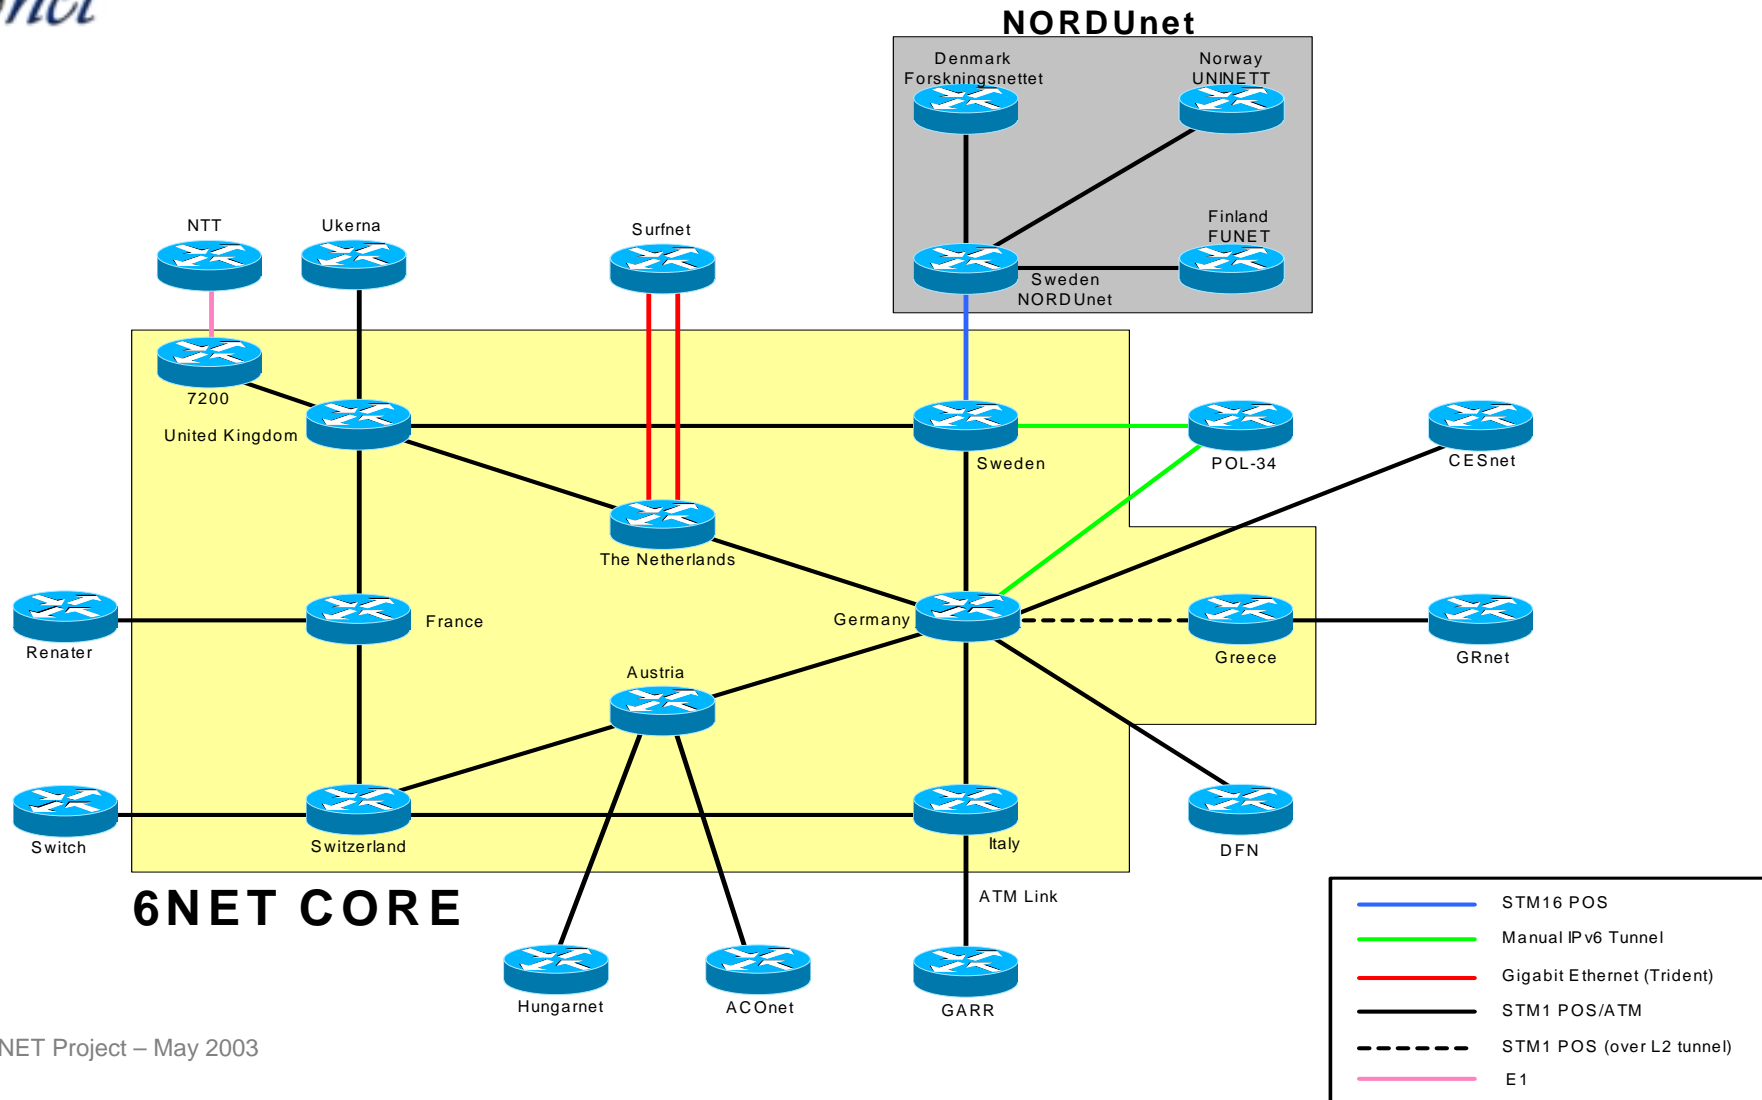 NORDUnet
Denmark
Forskningsnettet
Norway
UNINETT
Finland
FUNET
Sweden
NORDUnet
NTT
Ukerna
Surfnet
7200
United Kingdom
Sweden
POL-34
CESnet
The Netherlands
Renater
France
Germany
Greece
GRnet
Austria
Switch
Switzerland
Italy
DFN
6NET CORE
ATM Link
Hungarnet
ACOnet
GARR
STM16 POS
Manual IPv6 Tunnel
Gigabit Ethernet (Trident)
STM1 POS/ATM
STM1 POS (over L2 tunnel)
E1
NET Project – May 2003